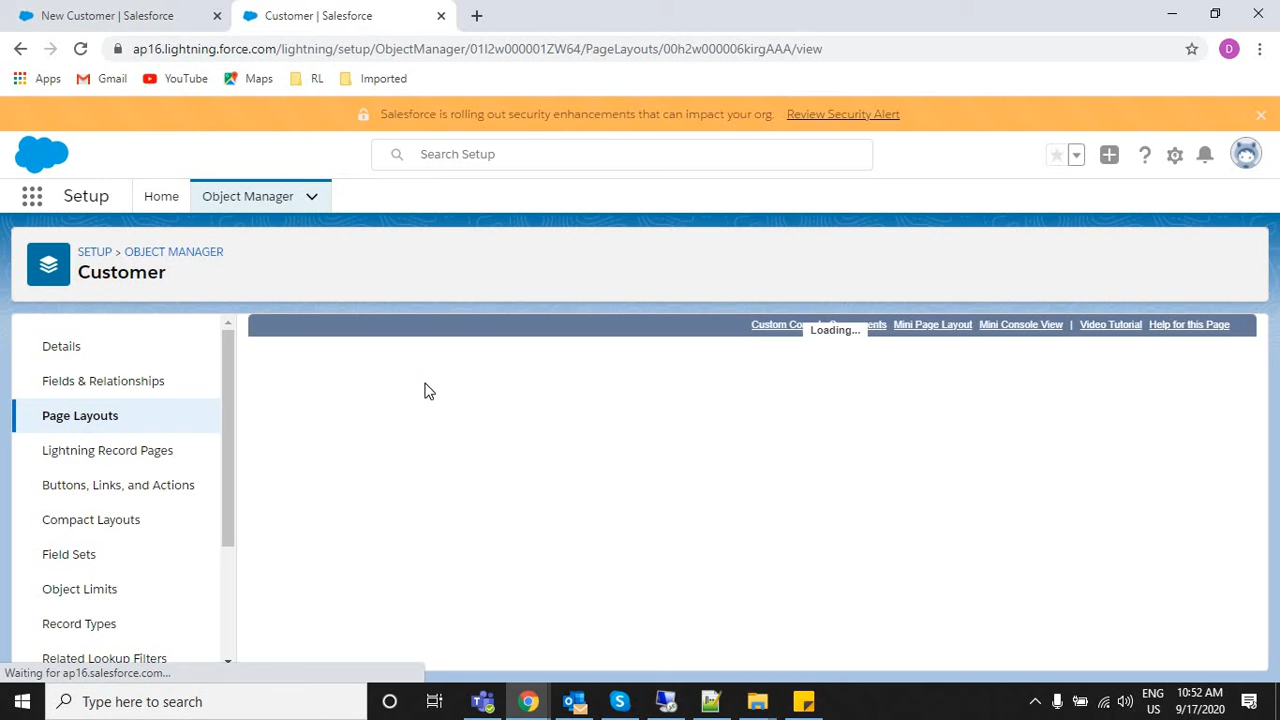 New Customer | Salesforce
Customer | Salesforce
ap16.lightning.force.com/lightning/setup/ObjectManager/01I2w000001ZW64/PageLayouts/00h2w000006kirgAAA/view
D
Apps
Gmail
YouTube
Maps
RL
Imported
Salesforce is rolling out security enhancements that can impact your org. Review Security Alert
Search Setup
Setup
Home
Object Manager
SETUP > OBJECT MANAGER
Customer
Custom Co ents Mini Page Layout Mini Console View | Video Tutorial Help for this Page
Loading...
Details
Fields & Relationships
Page Layouts
Lightning Record Pages
Buttons, Links, and Actions
Compact Layouts
Field Sets
Object Limits
Record Types
Related Lookup Filters
Waiting for ap16.salesforce.com...
Type here to search
ENG
US
10:52 AM
9/17/2020